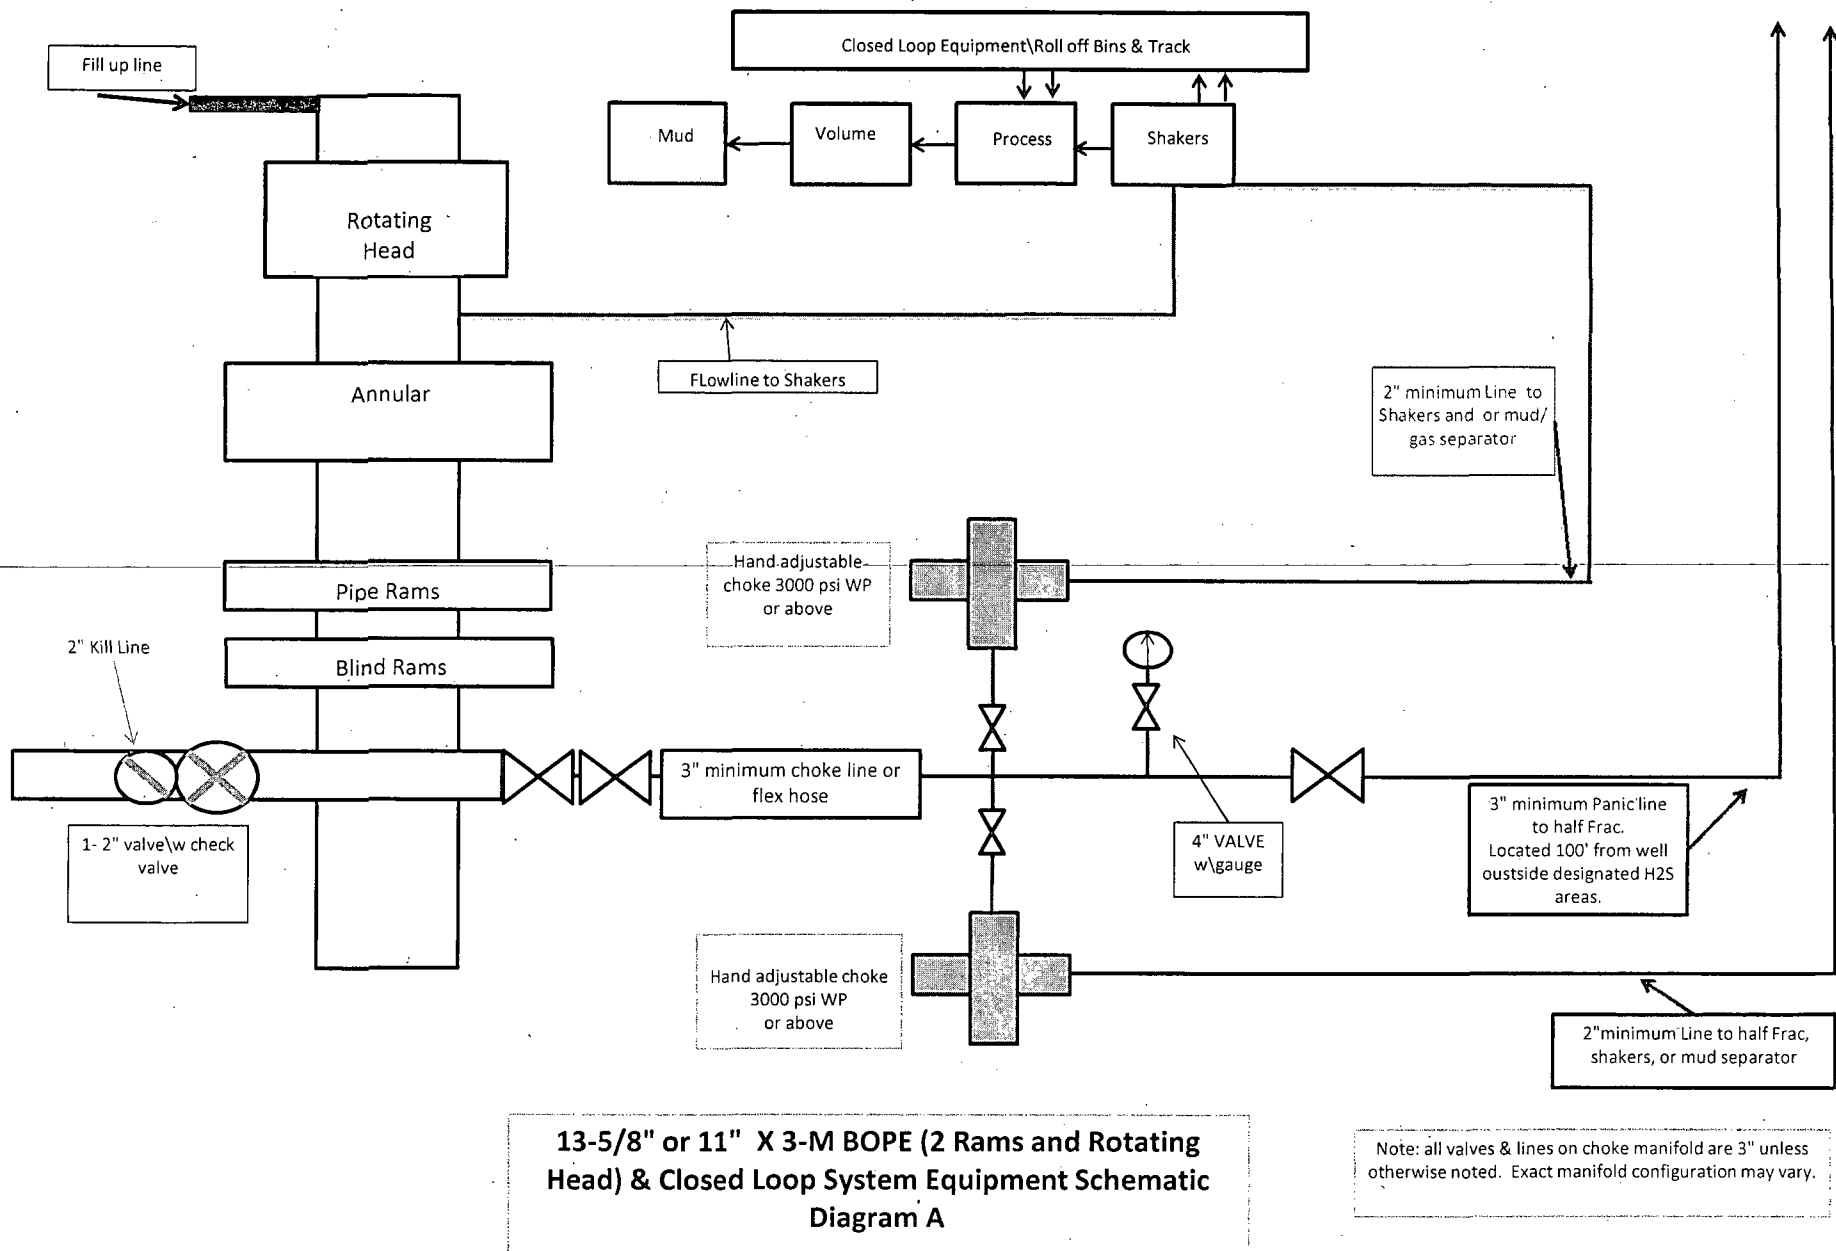 Closed Loop Equipment\Roll off Bins & Track
Fill up line
Mud
Volume
Process
Shakers
Rotating
Head
FLowline to Shakers
Annular
2" minimum Line to
Shakers and or mud/
gas separator
Hand adjustable
choke 3000 psi WP
or above
Pipe Rams
2" Kill Line
Blind Rams
3" minimum choke line or
flex hose
1- 2" valve\w check
valve
4" VALVE
w\gauge
3" minimum Panic line
to half Frac.
Located 100' from well
oustside designated H2S
areas.
Hand adjustable choke
3000 psi WP
or above
2"minimum Line to half Frac,
shakers, or mud separator
13-5/8" or 11" X 3-M BOPE (2 Rams and Rotating
Head) & Closed Loop System Equipment Schematic
Diagram A
Note: all valves & lines on choke manifold are 3" unless
otherwise noted. Exact manifold configuration may vary.